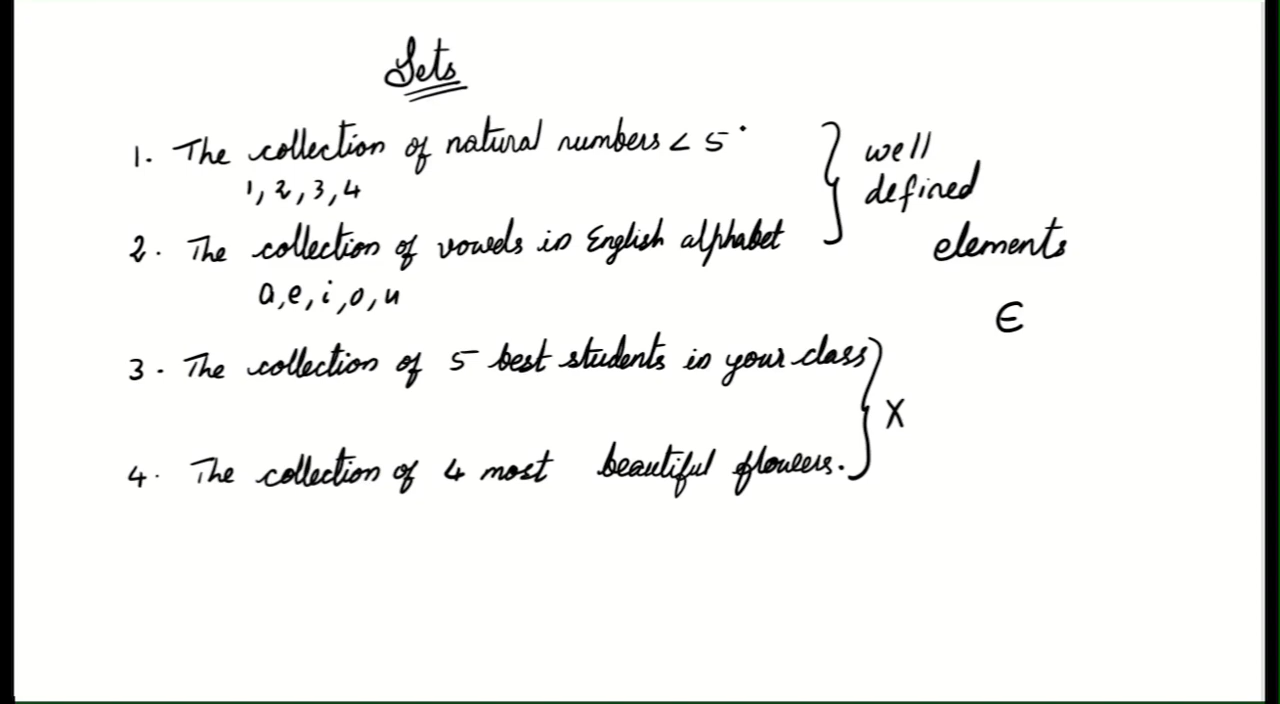 Sets
1. The collection of natural numbers < 5
1, 2, 3, 4
2. The collection of vowels in English alphabet
a, e, i, o, u
} well
defined
elements
∈
3. The collection of 5 best students in your class
4. The collection of 4 most beautiful flowers.
} X